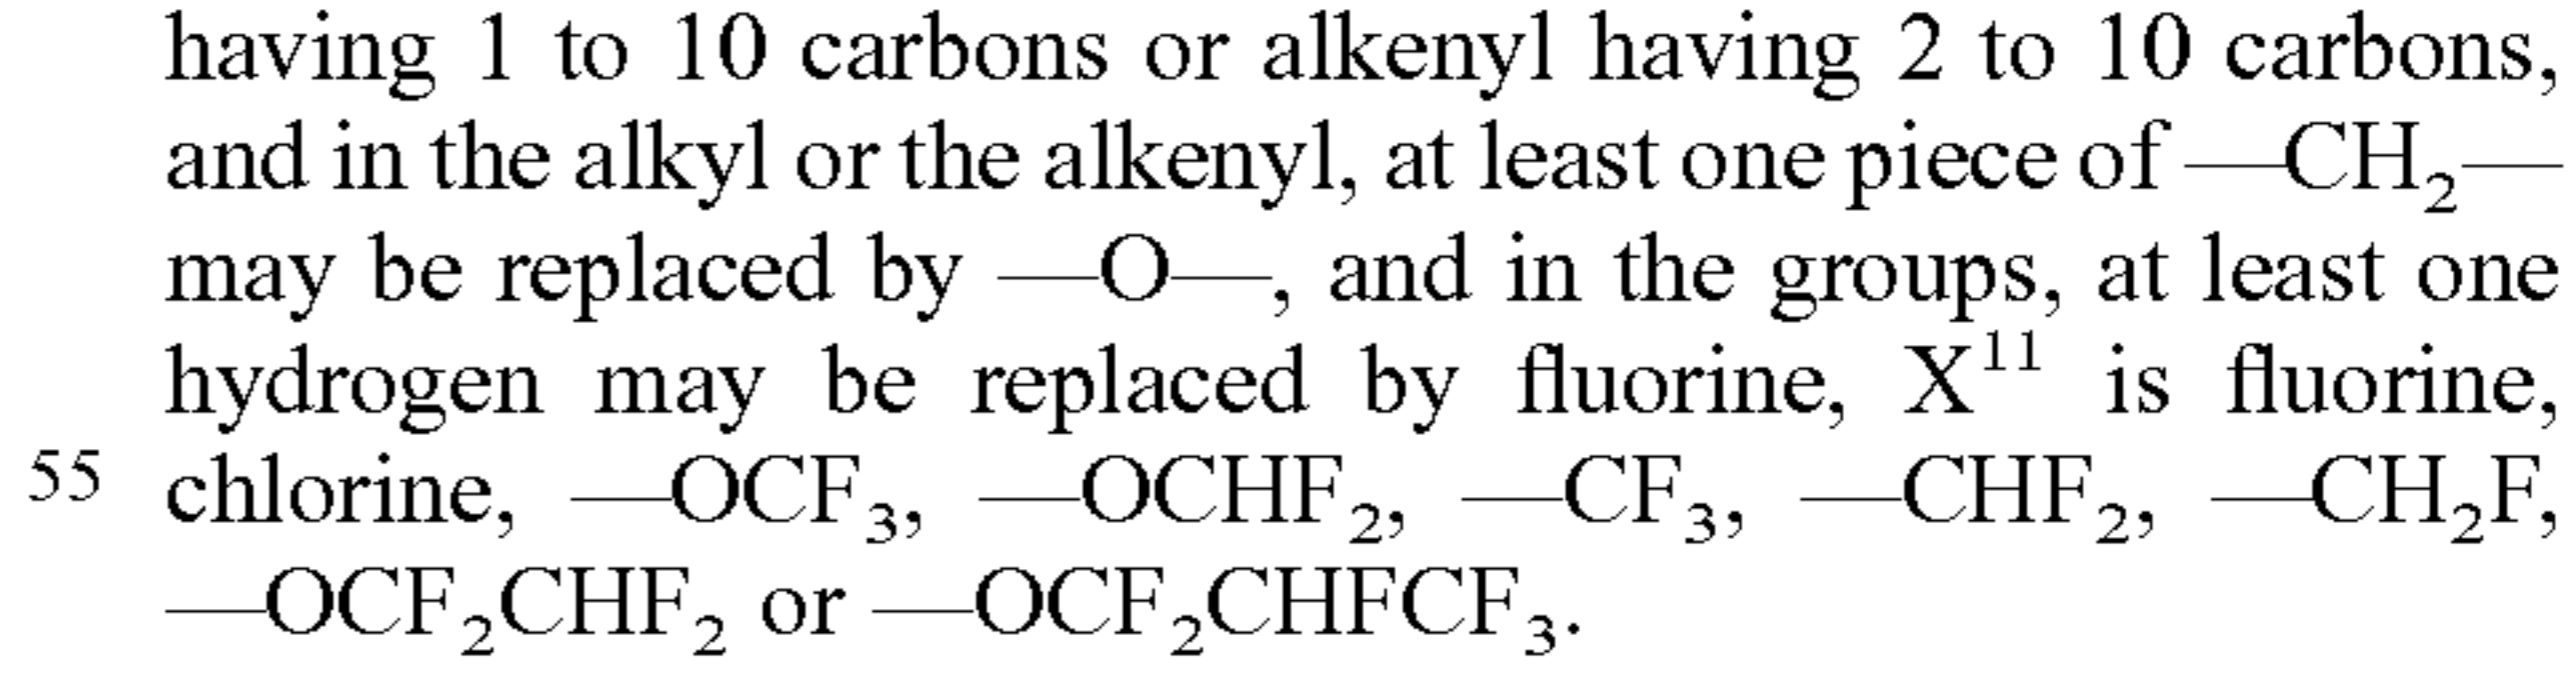 having 1 to 10 carbons or alkenyl having 2 to 10 carbons,
and in the alkyl or the alkenyl, at least one piece of —CH₂—
may be replaced by —O—, and in the groups, at least one
hydrogen may be replaced by fluorine, X¹¹ is fluorine,
55 chlorine, —OCF₃, —OCHF₂, —CF₃, —CHF₂, —CH₂F,
—OCF₂CHF₂ or —OCF₂CHFCF₃.